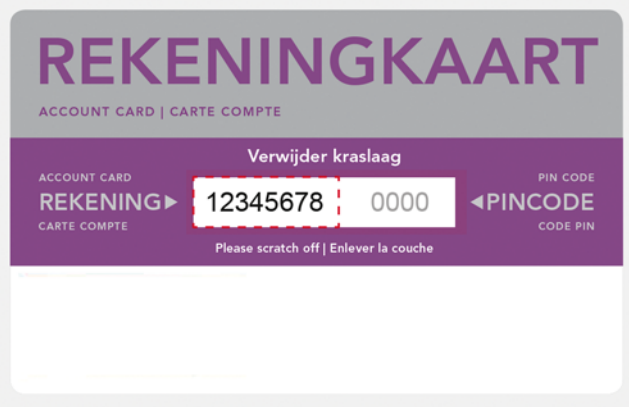 REKENINGKAART
ACCOUNT CARD | CARTE COMPTE
Verwijder kraslaag
ACCOUNT CARD
REKENING
CARTE COMPTE
12345678 0000
PIN CODE
PINCODE
CODE PIN
Please scratch off | Enlever la couche